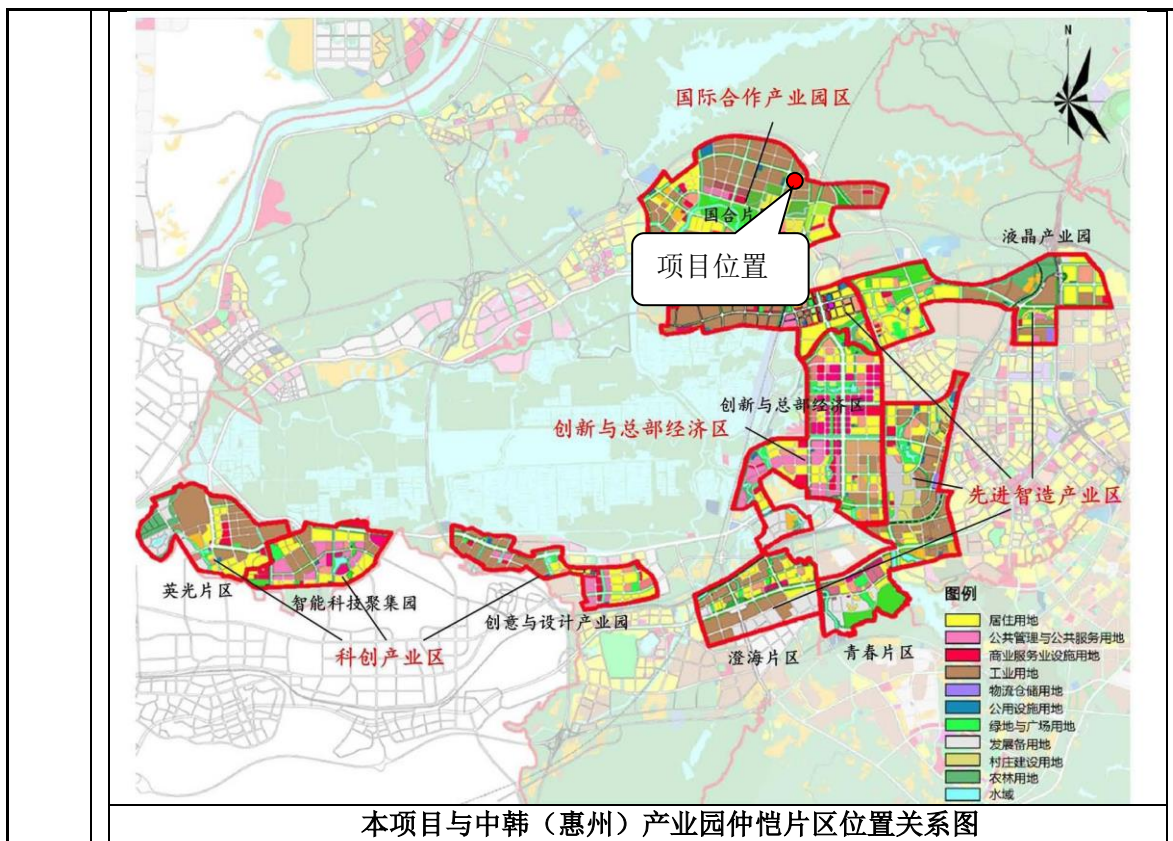 N
国际合作产业园区
国合片
液晶产业园
项目位置
创新与总部经济区
创新与总部经济区
先进智造产业区
英光片区
智能科技聚集园
创意与设计产业园
科创产业区
澄海片区
青春片区
图例
居住用地
公共管理与公共服务用地
商业服务业设施用地
工业用地
物流仓储用地
公用设施用地
绿地与广场用地
发展备用地
村庄建设用地
农林用地
水域
本项目与中韩（惠州）产业园仲恺片区位置关系图